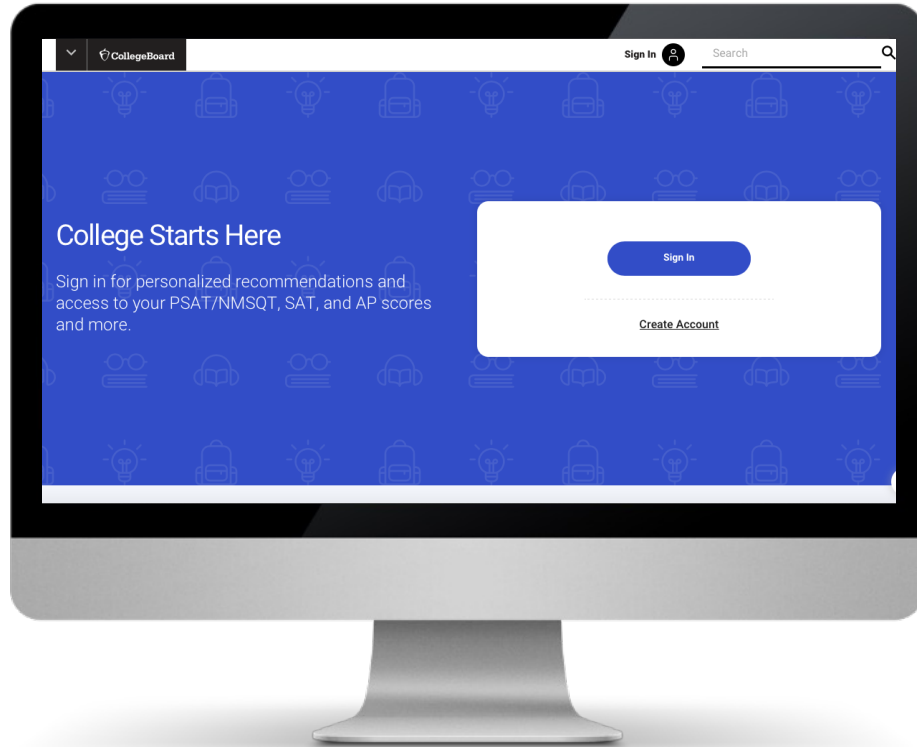 CollegeBoard
Sign In
Search
College Starts Here
Sign in for personalized recommendations and
access to your PSAT/NMSQT, SAT, and AP scores
and more.
Sign In
Create Account